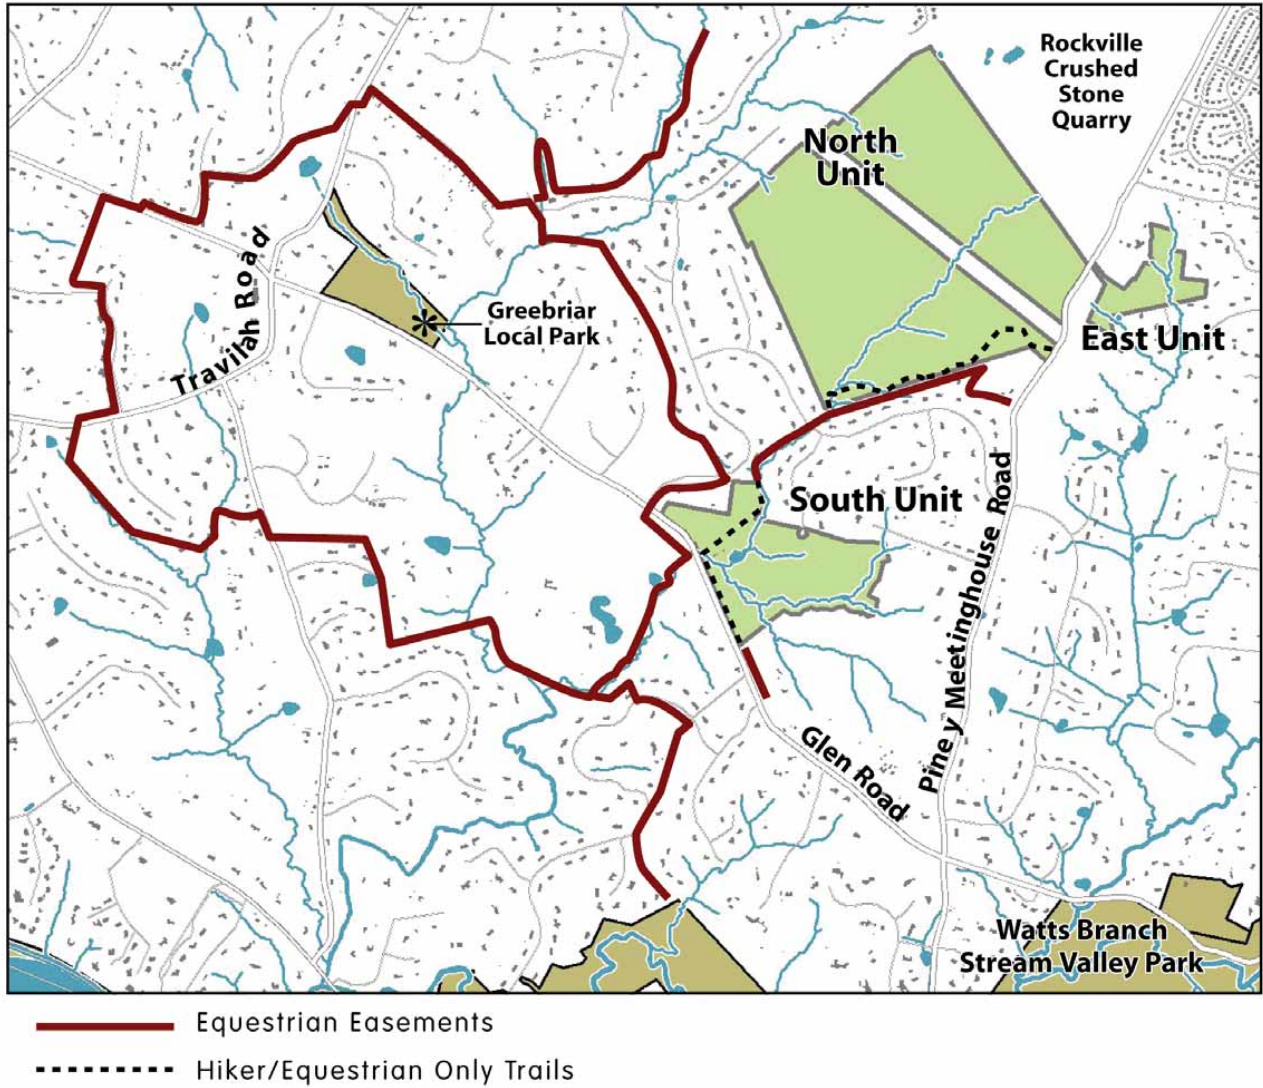 Rockville
Crushed
Stone
Quarry
North
Unit
Travilah Road
Greebriar
Local Park
East Unit
South Unit
Piney Meetinghouse Road
Glen Road
Watts Branch
Stream Valley Park
Equestrian Easements
Hiker/Equestrian Only Trails